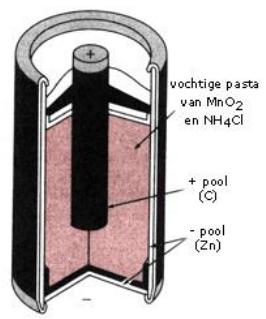 +
vochtige pasta
van MnO2
en NH4Cl
+ pool
(C)
- pool
(Zn)
–